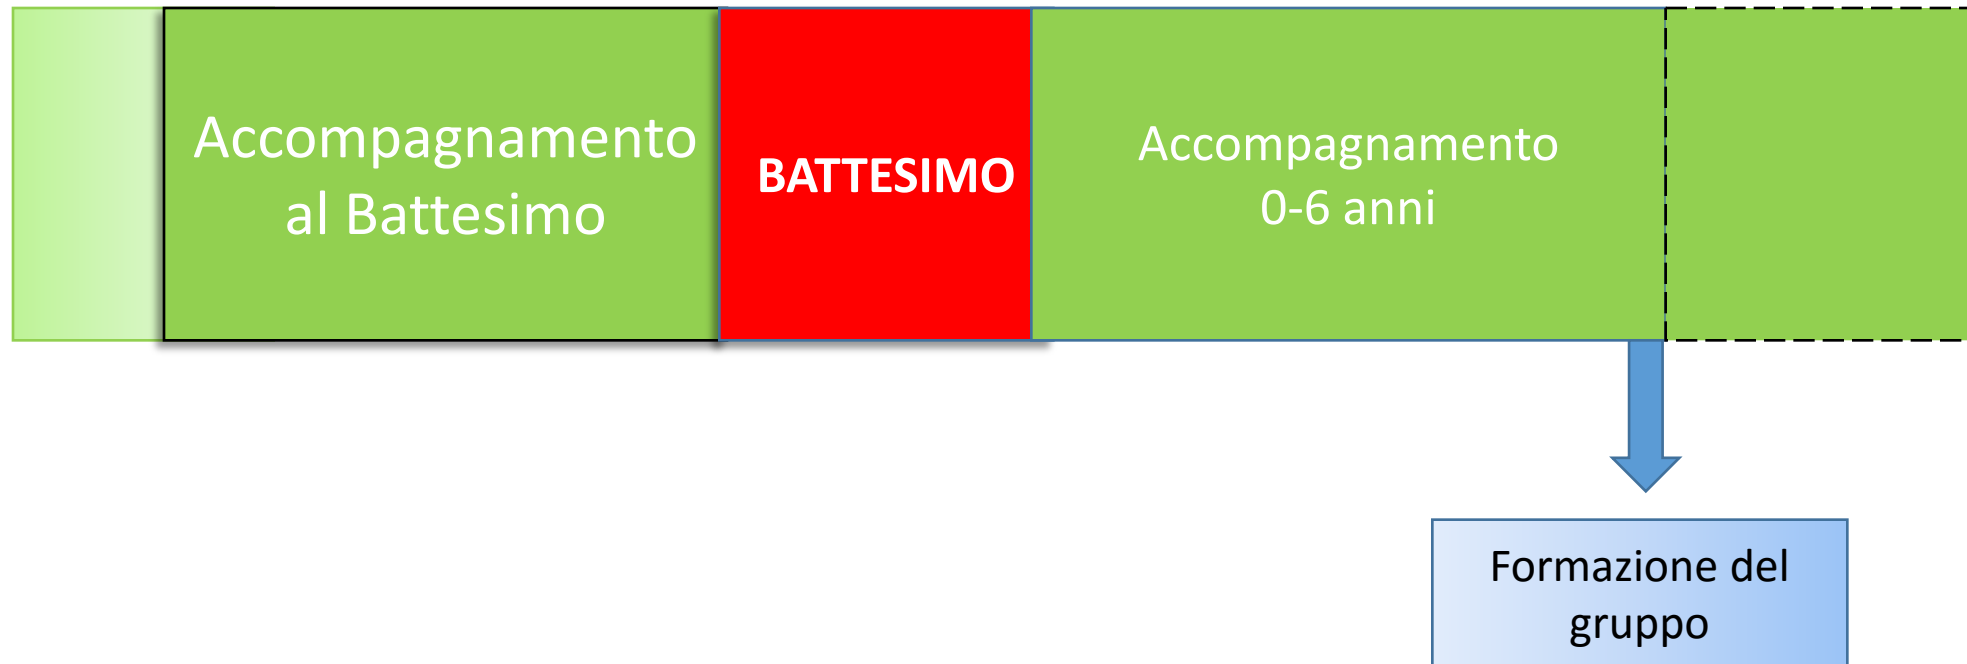 Accompagnamento
al Battesimo
BATTESIMO
Accompagnamento
0-6 anni
Formazione del
gruppo